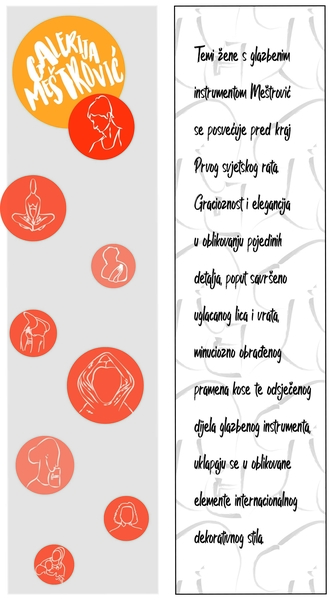 GALERIJA
MEŠTROVIĆ
Temi žene s glazbenim
instrumentom Meštrović
se posvećuje pred kraj
Prvog svjetskog rata.
Gracioznost i elegancija
u oblikovanju pojedinih
detalja, poput savršeno
uglačanog lica i vrata,
minuciozno obrađenog
pramena kose te odsječenog
dijela glazbenog instrumenta,
uklapaju se u oblikovane
elemente internacionalnog
dekorativnog stila.